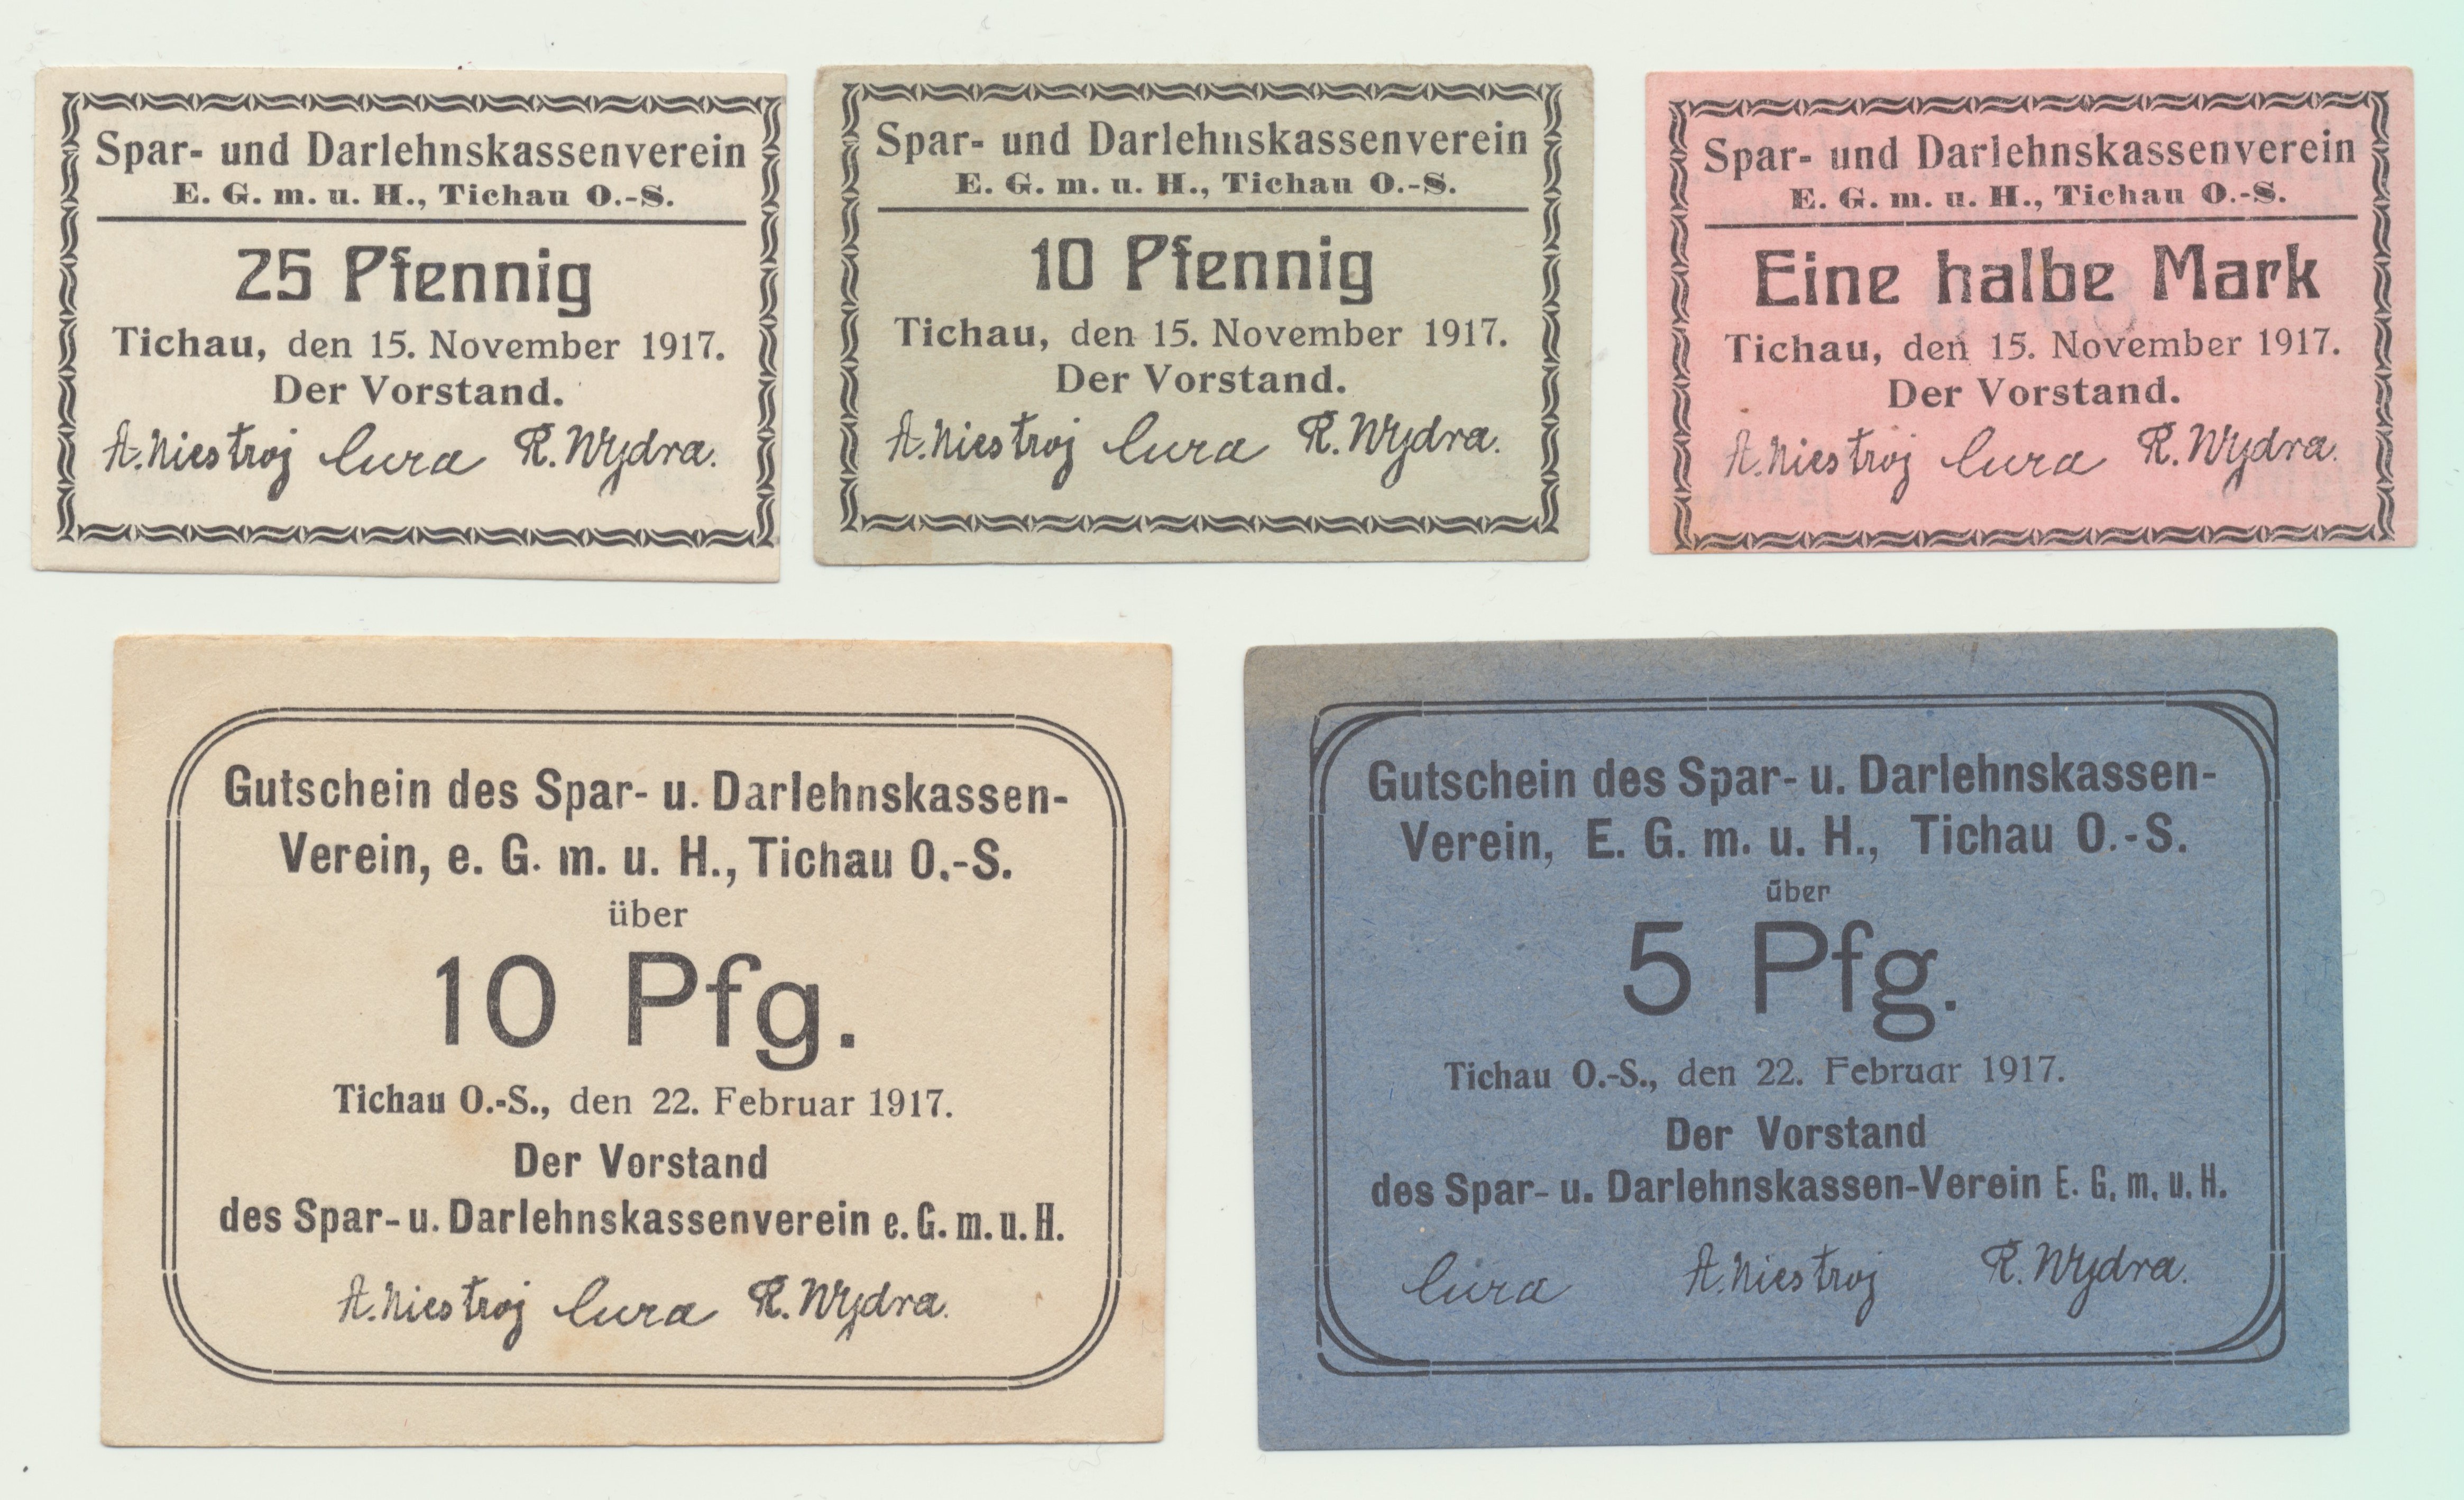 Spar- und Darlehnskassenverein
E. G. m. u. H., Tichau O.-S.
25 Pfennig
Tichau, den 15. November 1917.
Der Vorstand.
A. Niestroj Cura R. Wydra.
Spar- und Darlehnskassenverein
E. G. m. u. H., Tichau O.-S.
10 Pfennig
Tichau, den 15. November 1917.
Der Vorstand.
A. Niestroj Cura R. Wydra.
Spar- und Darlehnskassenverein
E. G. m. u. H., Tichau O.-S.
Eine halbe Mark
Tichau, den 15. November 1917.
Der Vorstand.
A. Niestroj Cura R. Wydra.
Gutschein des Spar- u. Darlehnskassen-
Verein, e. G. m. u. H., Tichau O.-S.
über
10 Pfg.
Tichau O.-S., den 22. Februar 1917.
Der Vorstand
des Spar- u. Darlehnskassenverein e. G. m. u. H.
A. Niestroj Cura R. Wydra.
Gutschein des Spar- u. Darlehnskassen-
Verein, E. G. m. u. H., Tichau O.-S.
über
5 Pfg.
Tichau O.-S., den 22. Februar 1917.
Der Vorstand
des Spar- u. Darlehnskassen-Verein E. G. m. u. H.
Cura A. Niestroj R. Wydra.